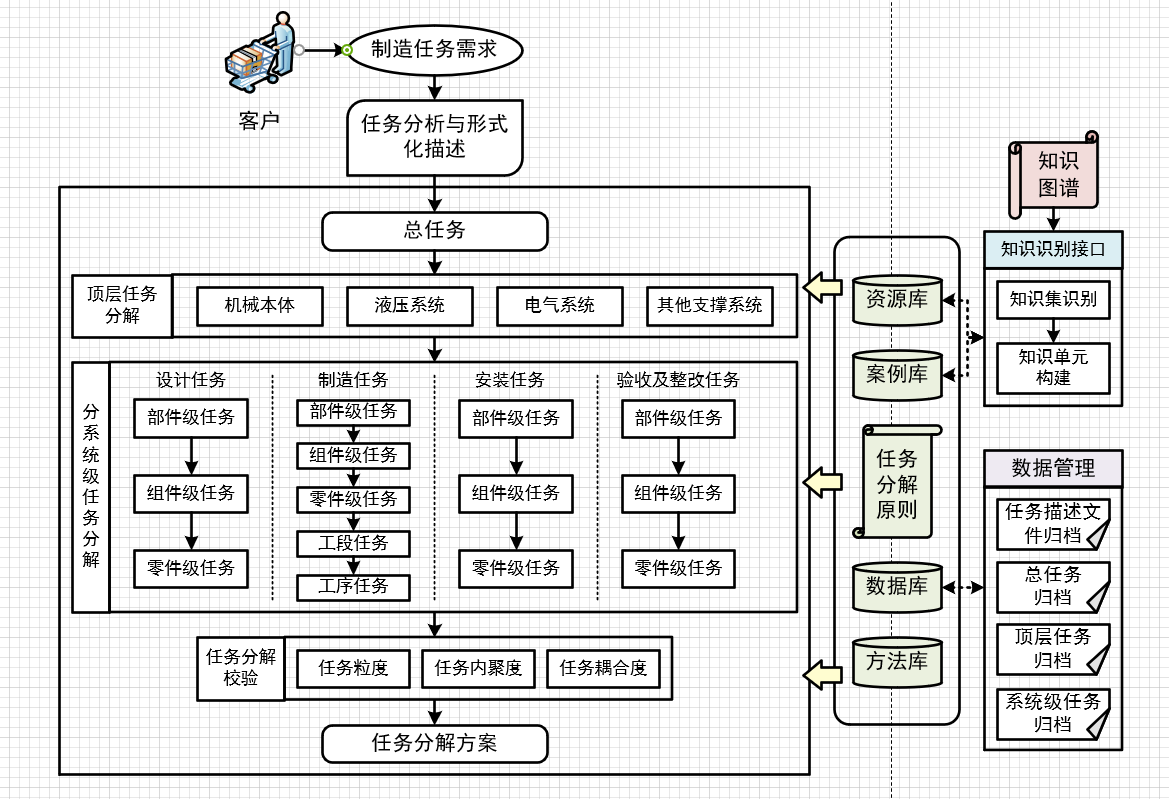 制造任务需求
客户
任务分析与形式
化描述
总任务
顶层任务
分解
机械本体
液压系统
电气系统
其他支撑系统
分系统级任务分解
设计任务
部件级任务
组件级任务
零件级任务
制造任务
部件级任务
组件级任务
零件级任务
工段任务
工序任务
安装任务
部件级任务
组件级任务
零件级任务
验收及整改任务
部件级任务
组件级任务
零件级任务
任务分解
校验
任务粒度
任务内聚度
任务耦合度
任务分解方案
资源库
案例库
任务
分解
原则
数据库
方法库
知识
图谱
知识识别接口
知识集识别
知识单元
构建
数据管理
任务描述文
件归档
总任务
归档
顶层任务
归档
系统级任务
归档